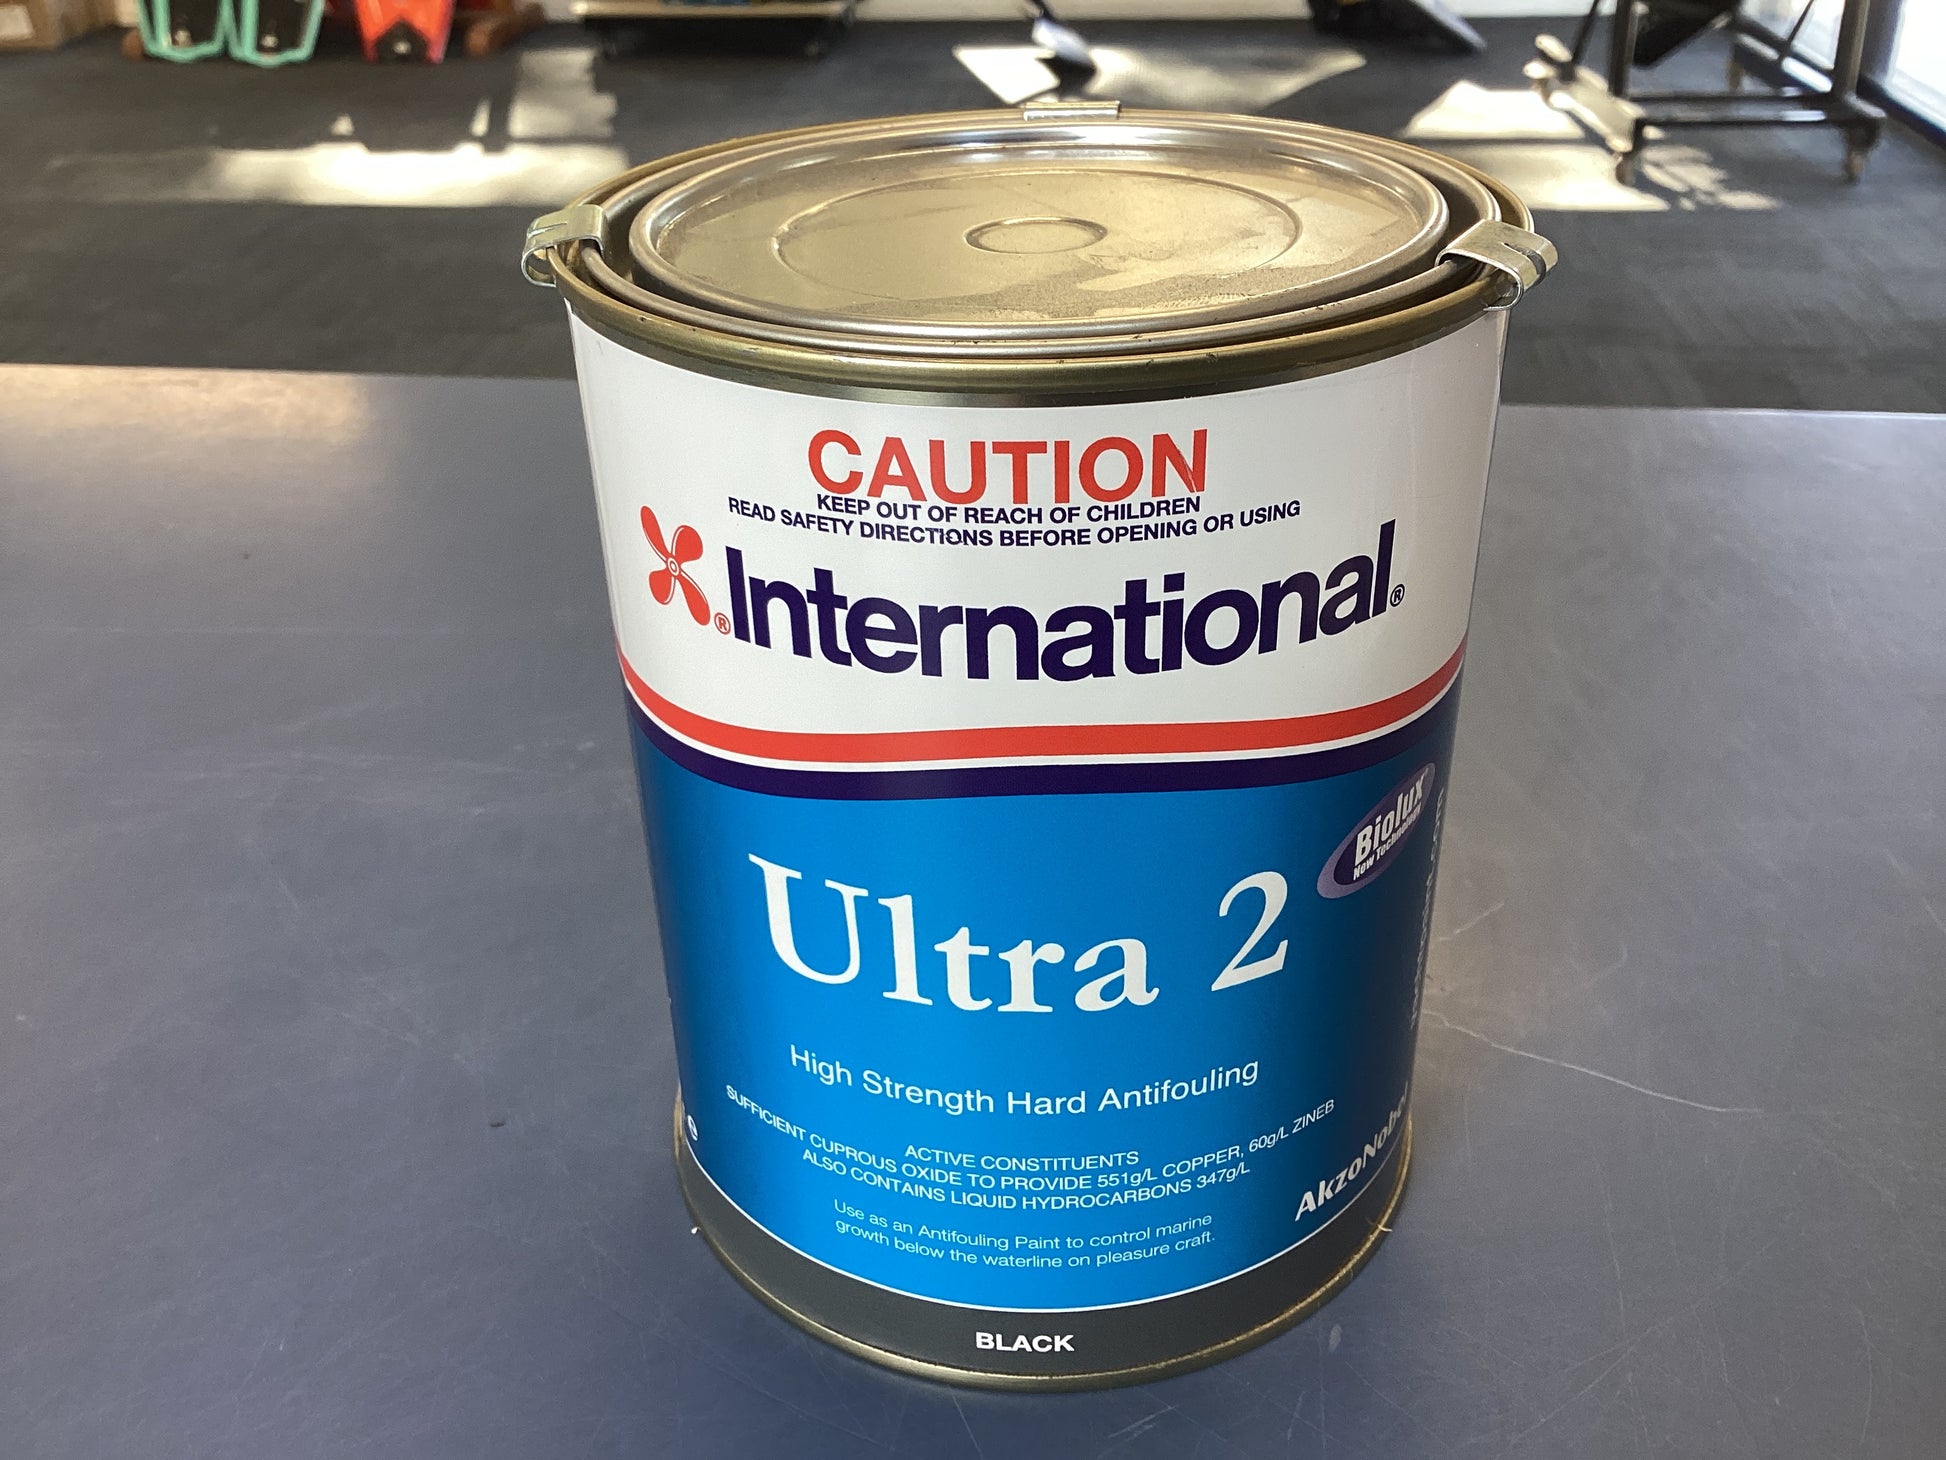 CAUTION
KEEP OUT OF REACH OF CHILDREN
READ SAFETY DIRECTIONS BEFORE OPENING OR USING
®International®
Biolux
New Technology
Ultra 2
High Strength Hard Antifouling
ACTIVE CONSTITUENTS
SUFFICIENT CUPROUS OXIDE TO PROVIDE 551g/L COPPER, 60g/L ZINEB
ALSO CONTAINS LIQUID HYDROCARBONS 347g/L
Use as an Antifouling Paint to control marine
growth below the waterline on pleasure craft.
e
AkzoNobel
BLACK